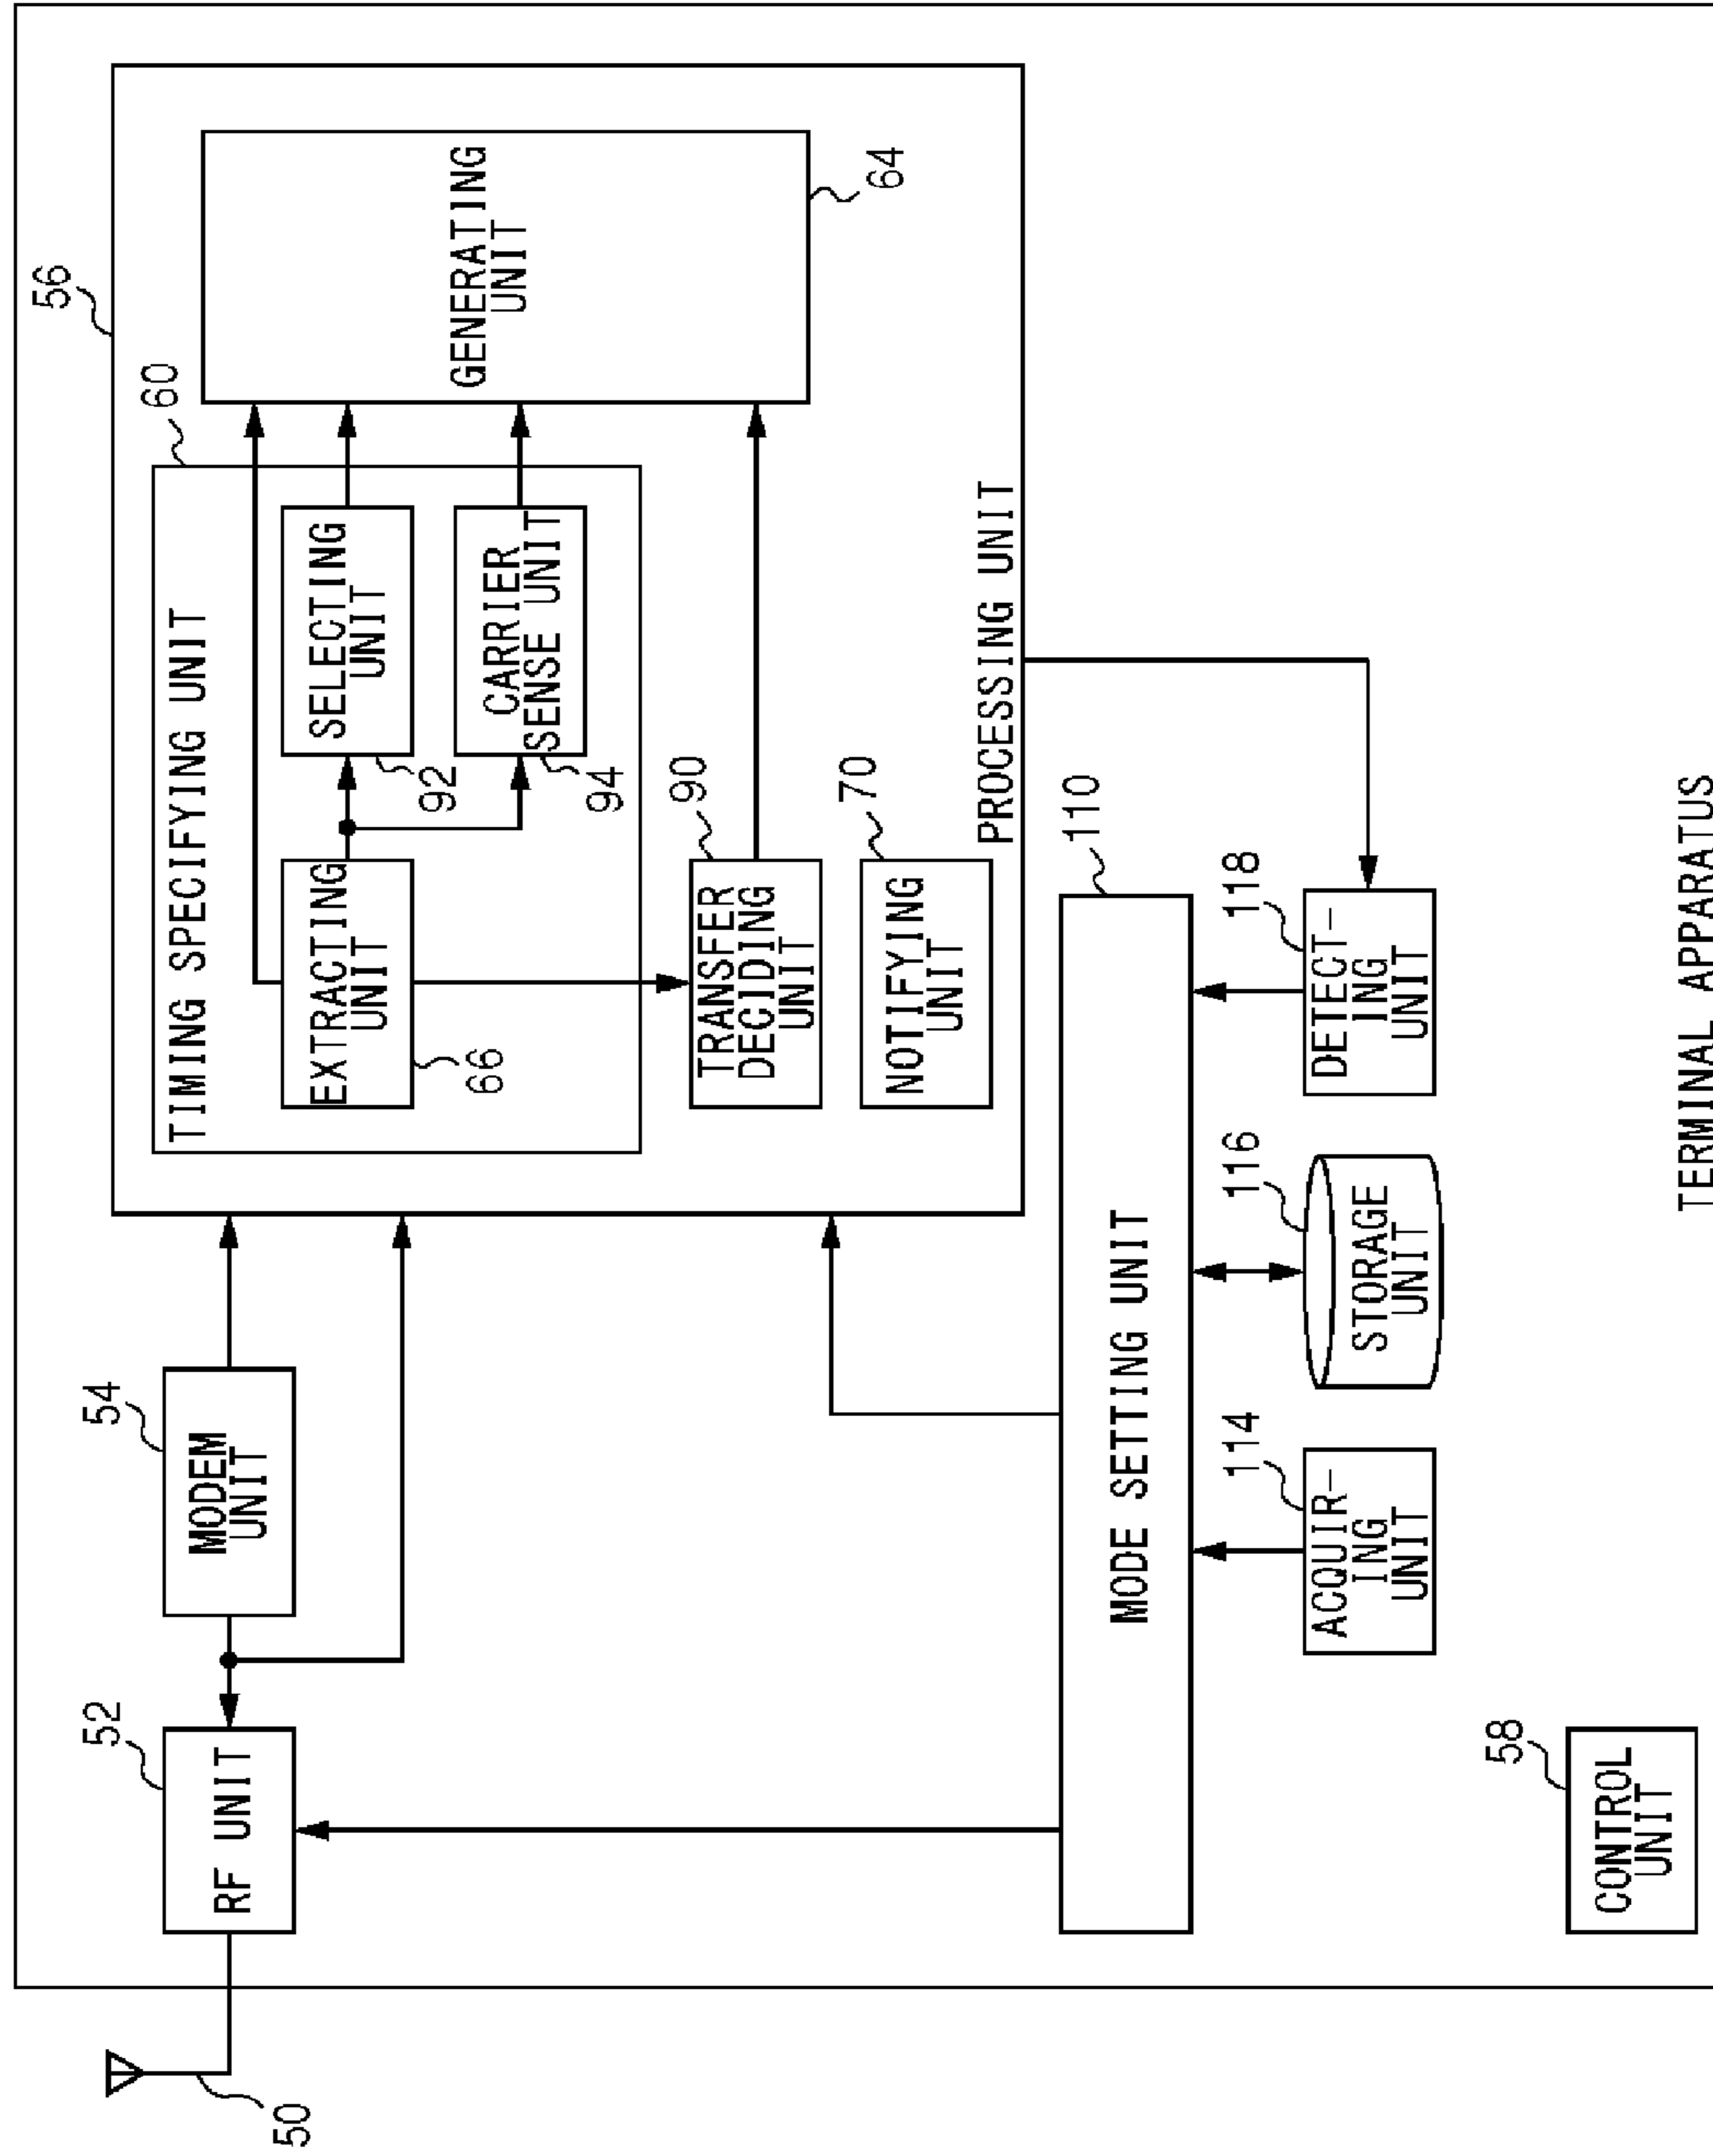 56
60
TIMING SPECIFYING UNIT
EXTRACTING
UNIT
66
SELECTING
UNIT
92
CARRIER
SENSE UNIT
94
GENERATING
UNIT
64
TRANSFER
DECIDING
UNIT
90
NOTIFYING
UNIT
70
PROCESSING UNIT
50
52
RF UNIT
54
MODEM
UNIT
110
MODE SETTING UNIT
114
ACQUIR-
ING
UNIT
116
STORAGE
UNIT
118
DETECT-
ING
UNIT
58
CONTROL
UNIT
TERMINAL APPARATUS